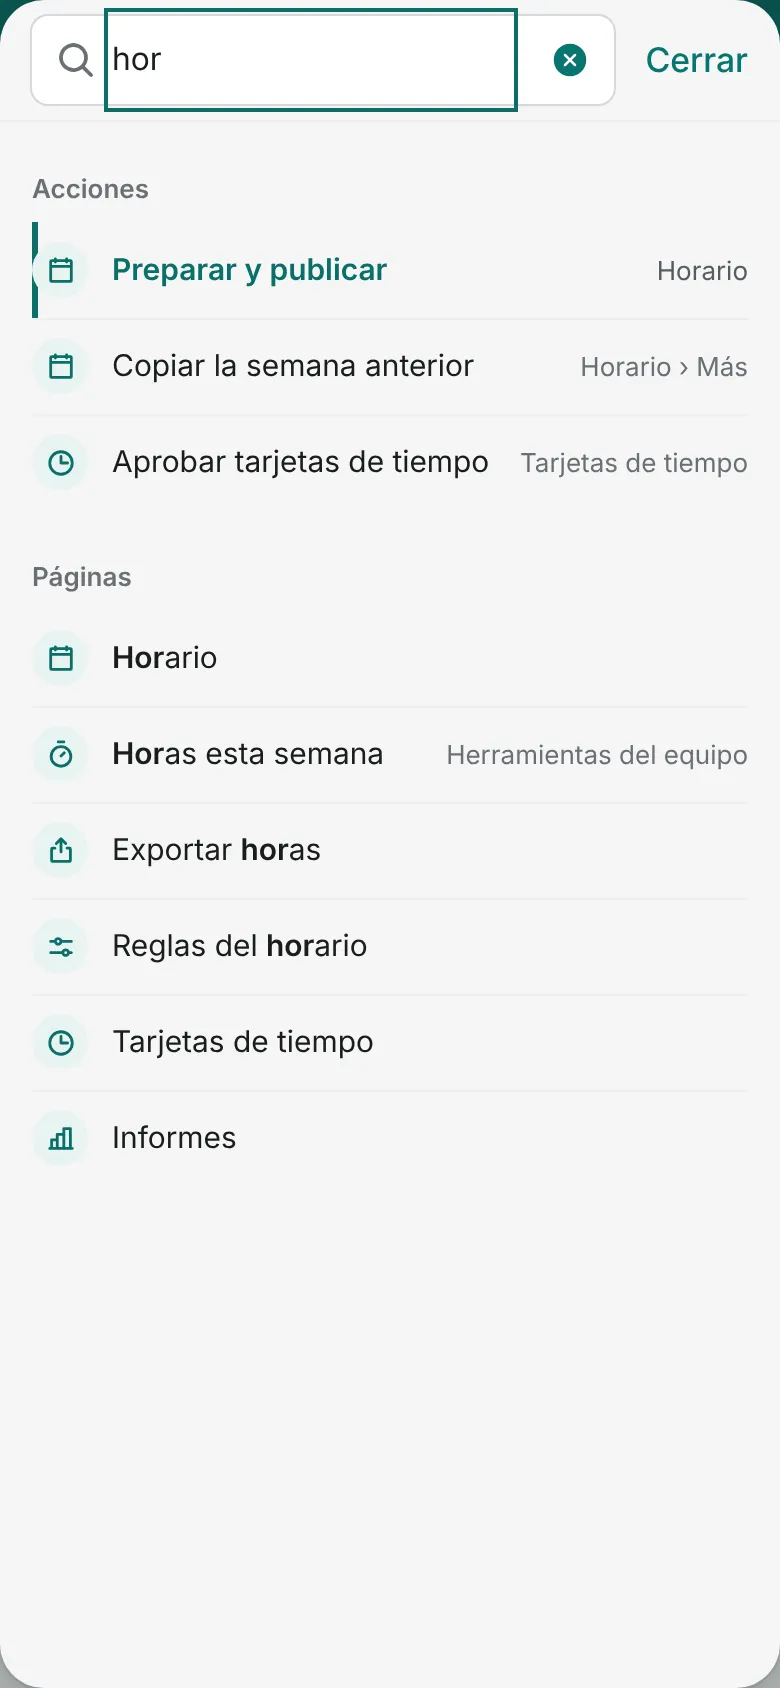 hor
Cerrar
Acciones
Preparar y publicar Horario
Copiar la semana anterior Horario › Más
Aprobar tarjetas de tiempo Tarjetas de tiempo
Páginas
Horario
Horas esta semana Herramientas del equipo
Exportar horas
Reglas del horario
Tarjetas de tiempo
Informes